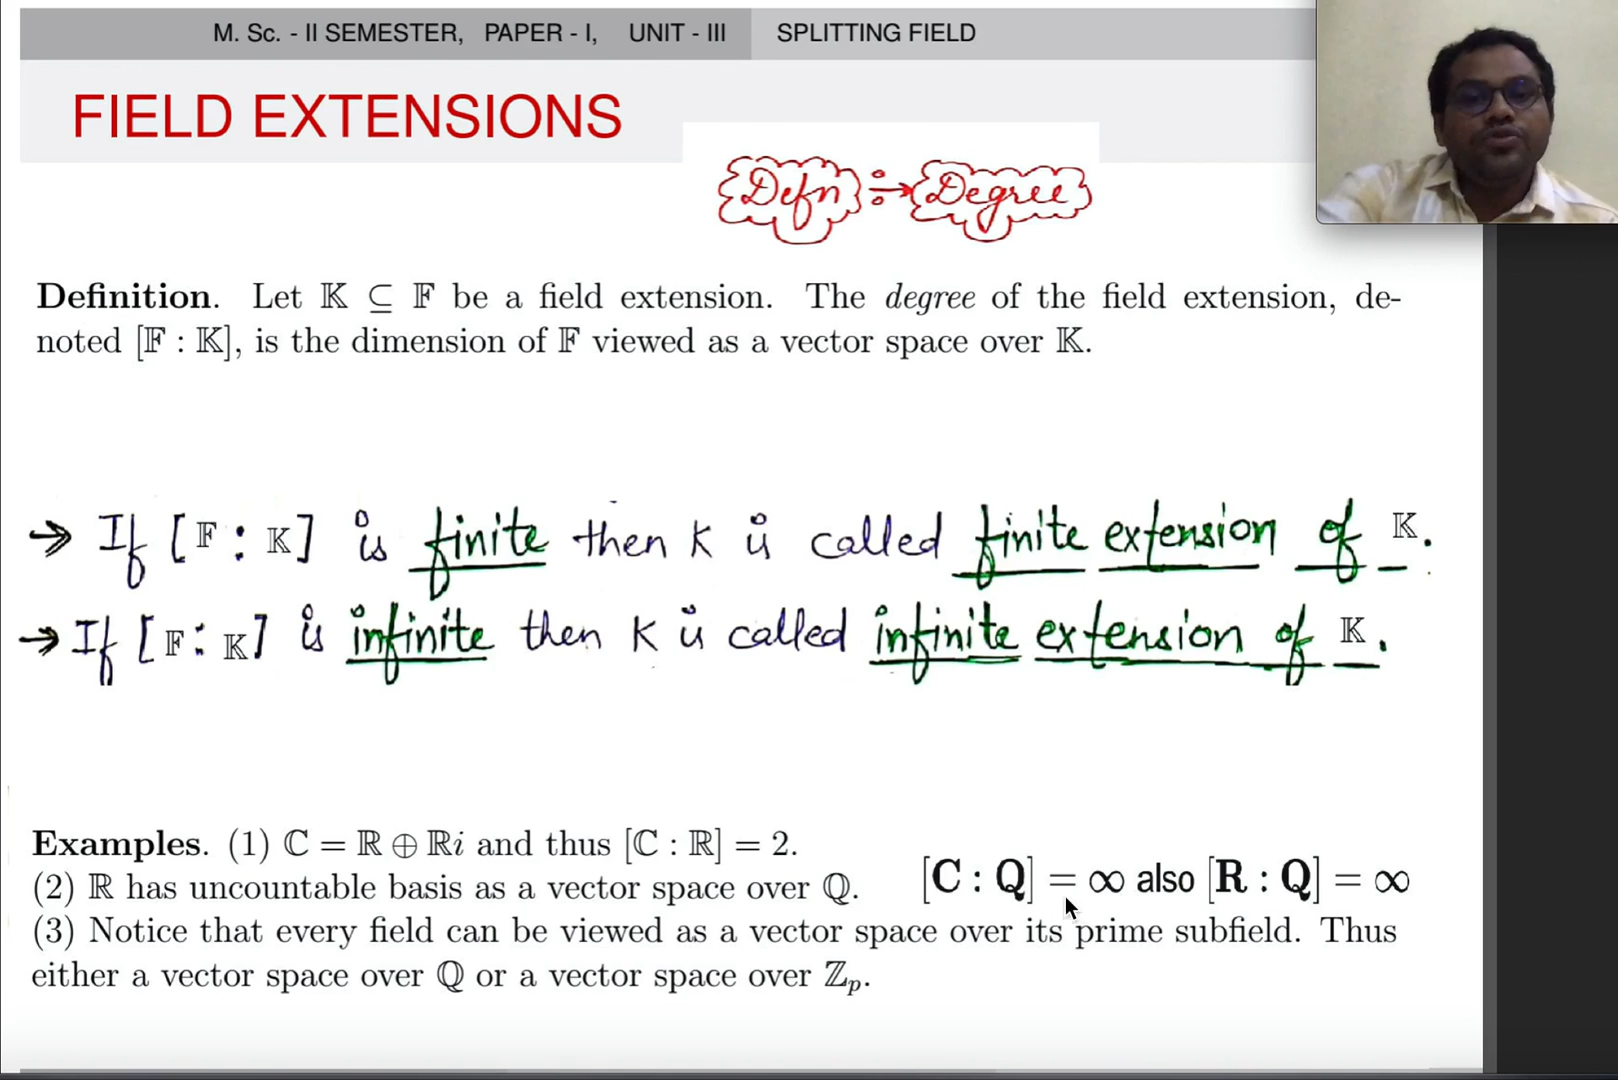 M. Sc. - II SEMESTER, PAPER - I, UNIT - III SPLITTING FIELD
FIELD EXTENSIONS
Defn :→ Degree
Definition. Let 𝕂 ⊆ 𝔽 be a field extension. The degree of the field extension, de-
noted [𝔽 : 𝕂], is the dimension of 𝔽 viewed as a vector space over 𝕂.
→ If [𝔽 : 𝕂] is finite then K is called finite extension of 𝕂.
→ If [𝔽 : 𝕂] is infinite then K is called infinite extension of 𝕂.
Examples. (1) ℂ = ℝ ⊕ ℝi and thus [ℂ : ℝ] = 2.
(2) ℝ has uncountable basis as a vector space over ℚ. [C : Q] = ∞ also [R : Q] = ∞
(3) Notice that every field can be viewed as a vector space over its prime subfield. Thus
either a vector space over ℚ or a vector space over ℤₚ.